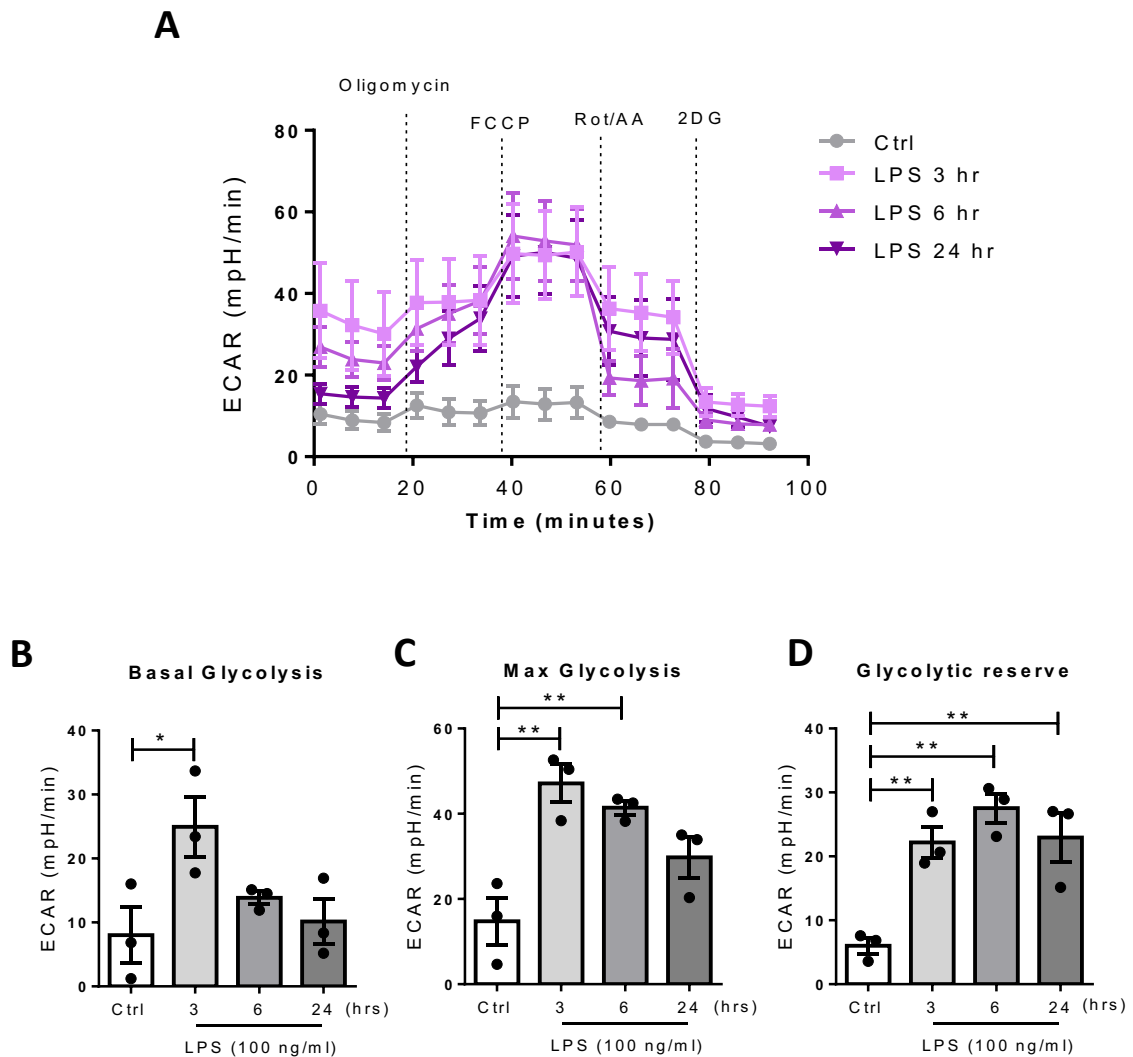 A
Oligomycin
FCCP
Rot/AA
2DG
80
60
40
20
0
ECAR (mpH/min)
0 20 40 60 80 100
Time (minutes)
Ctrl
LPS 3 hr
LPS 6 hr
LPS 24 hr
B
Basal Glycolysis
*
40
30
20
10
0
ECAR (mpH/min)
Ctrl 3 6 24 (hrs)
LPS (100 ng/ml)
C
Max Glycolysis
**
**
60
40
20
0
ECAR (mpH/min)
Ctrl 3 6 24 (hrs)
LPS (100 ng/ml)
D
Glycolytic reserve
**
**
**
40
30
20
10
0
ECAR (mpH/min)
Ctrl 3 6 24 (hrs)
LPS (100 ng/ml)